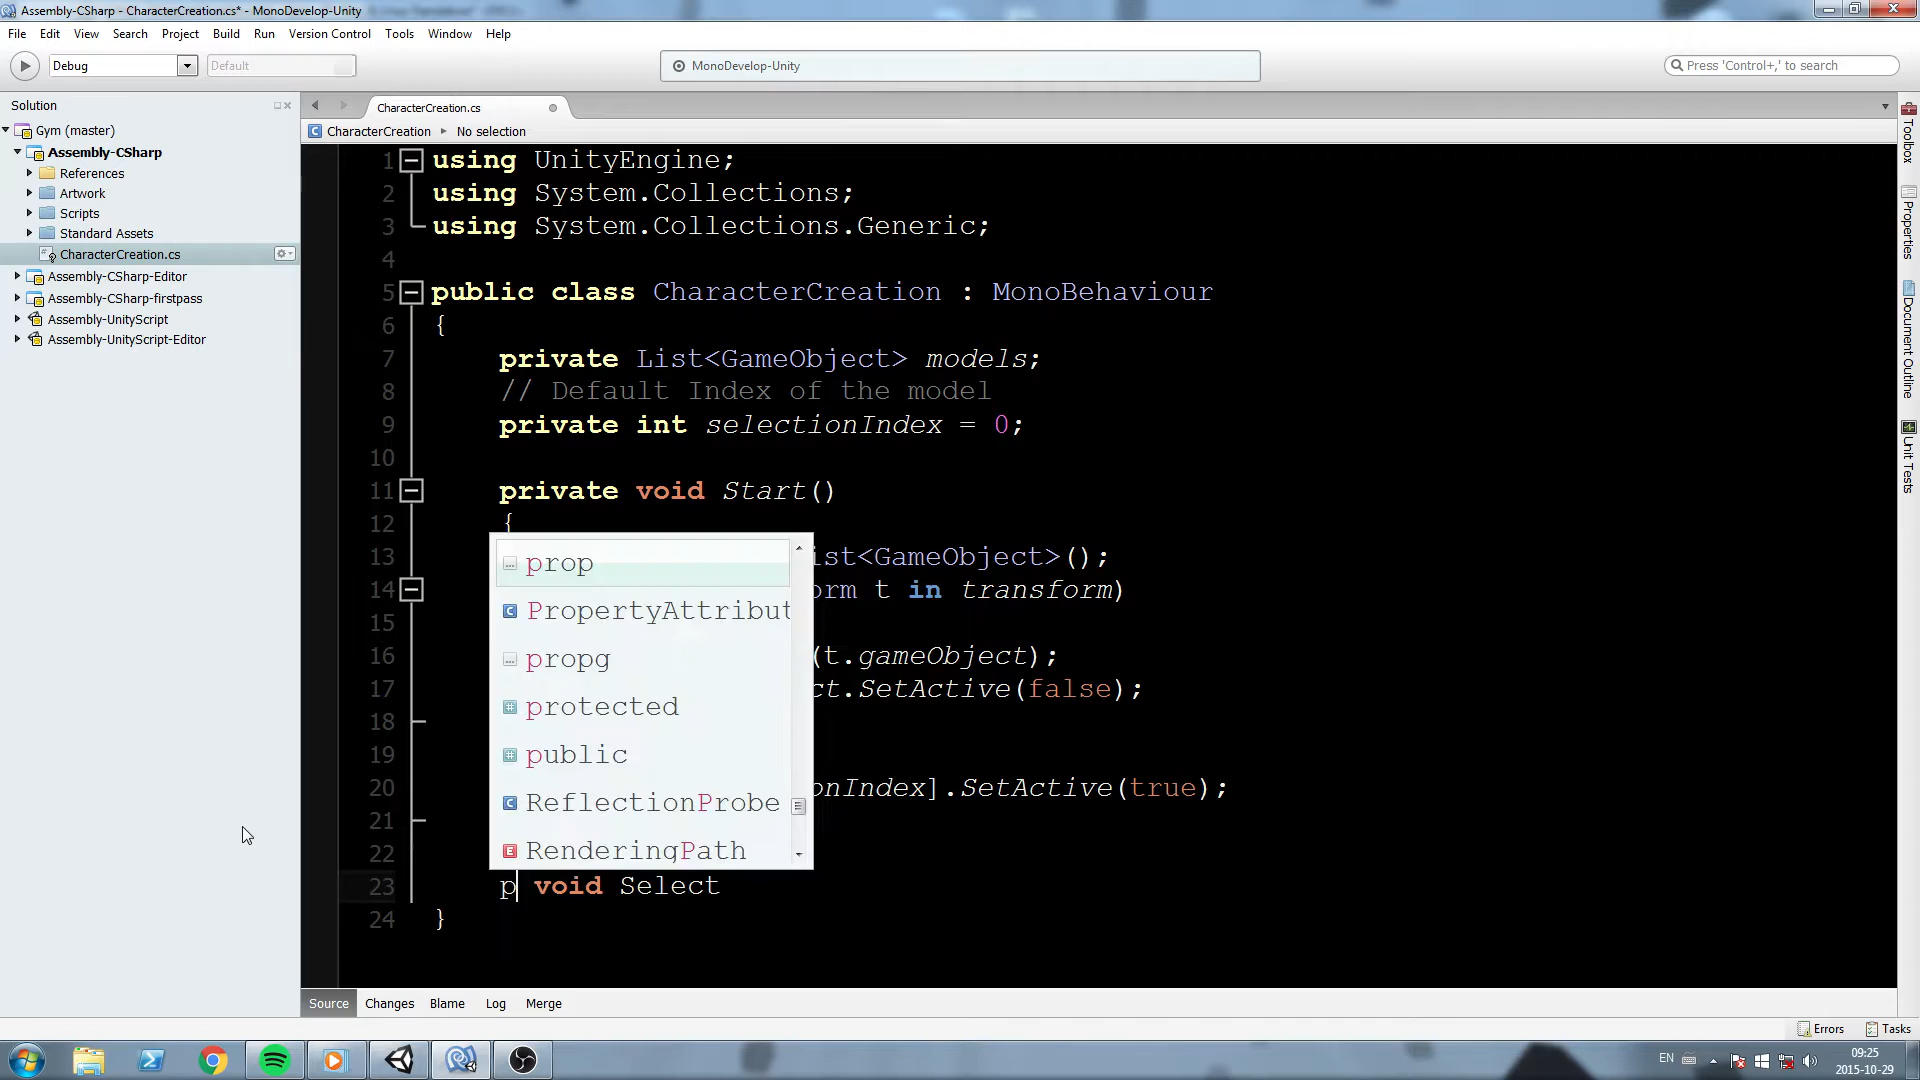 Assembly-CSharp - CharacterCreation.cs* - MonoDevelop-Unity
File Edit View Search Project Build Run Version Control Tools Window Help
Debug Default MonoDevelop-Unity Press 'Control+,' to search
Solution
Gym (master)
Assembly-CSharp
References
Artwork
Scripts
Standard Assets
CharacterCreation.cs
Assembly-CSharp-Editor
Assembly-CSharp-firstpass
Assembly-UnityScript
Assembly-UnityScript-Editor
CharacterCreation.cs
CharacterCreation No selection
1 using UnityEngine;
2 using System.Collections;
3 using System.Collections.Generic;
4
5 public class CharacterCreation : MonoBehaviour
6 {
7 private List<GameObject> models;
8 // Default Index of the model
9 private int selectionIndex = 0;
10
11 private void Start()
12 {
13 ist<GameObject>();
14 orm t in transform)
15
16 (t.gameObject);
17 ct.SetActive(false);
18
19
20 onIndex].SetActive(true);
21
22
23 p void Select
24 }
prop
PropertyAttribut
propg
protected
public
ReflectionProbe
RenderingPath
Toolbox
Properties
Document Outline
Unit Tests
Source Changes Blame Log Merge
Errors Tasks
EN 09:25
2015-10-29